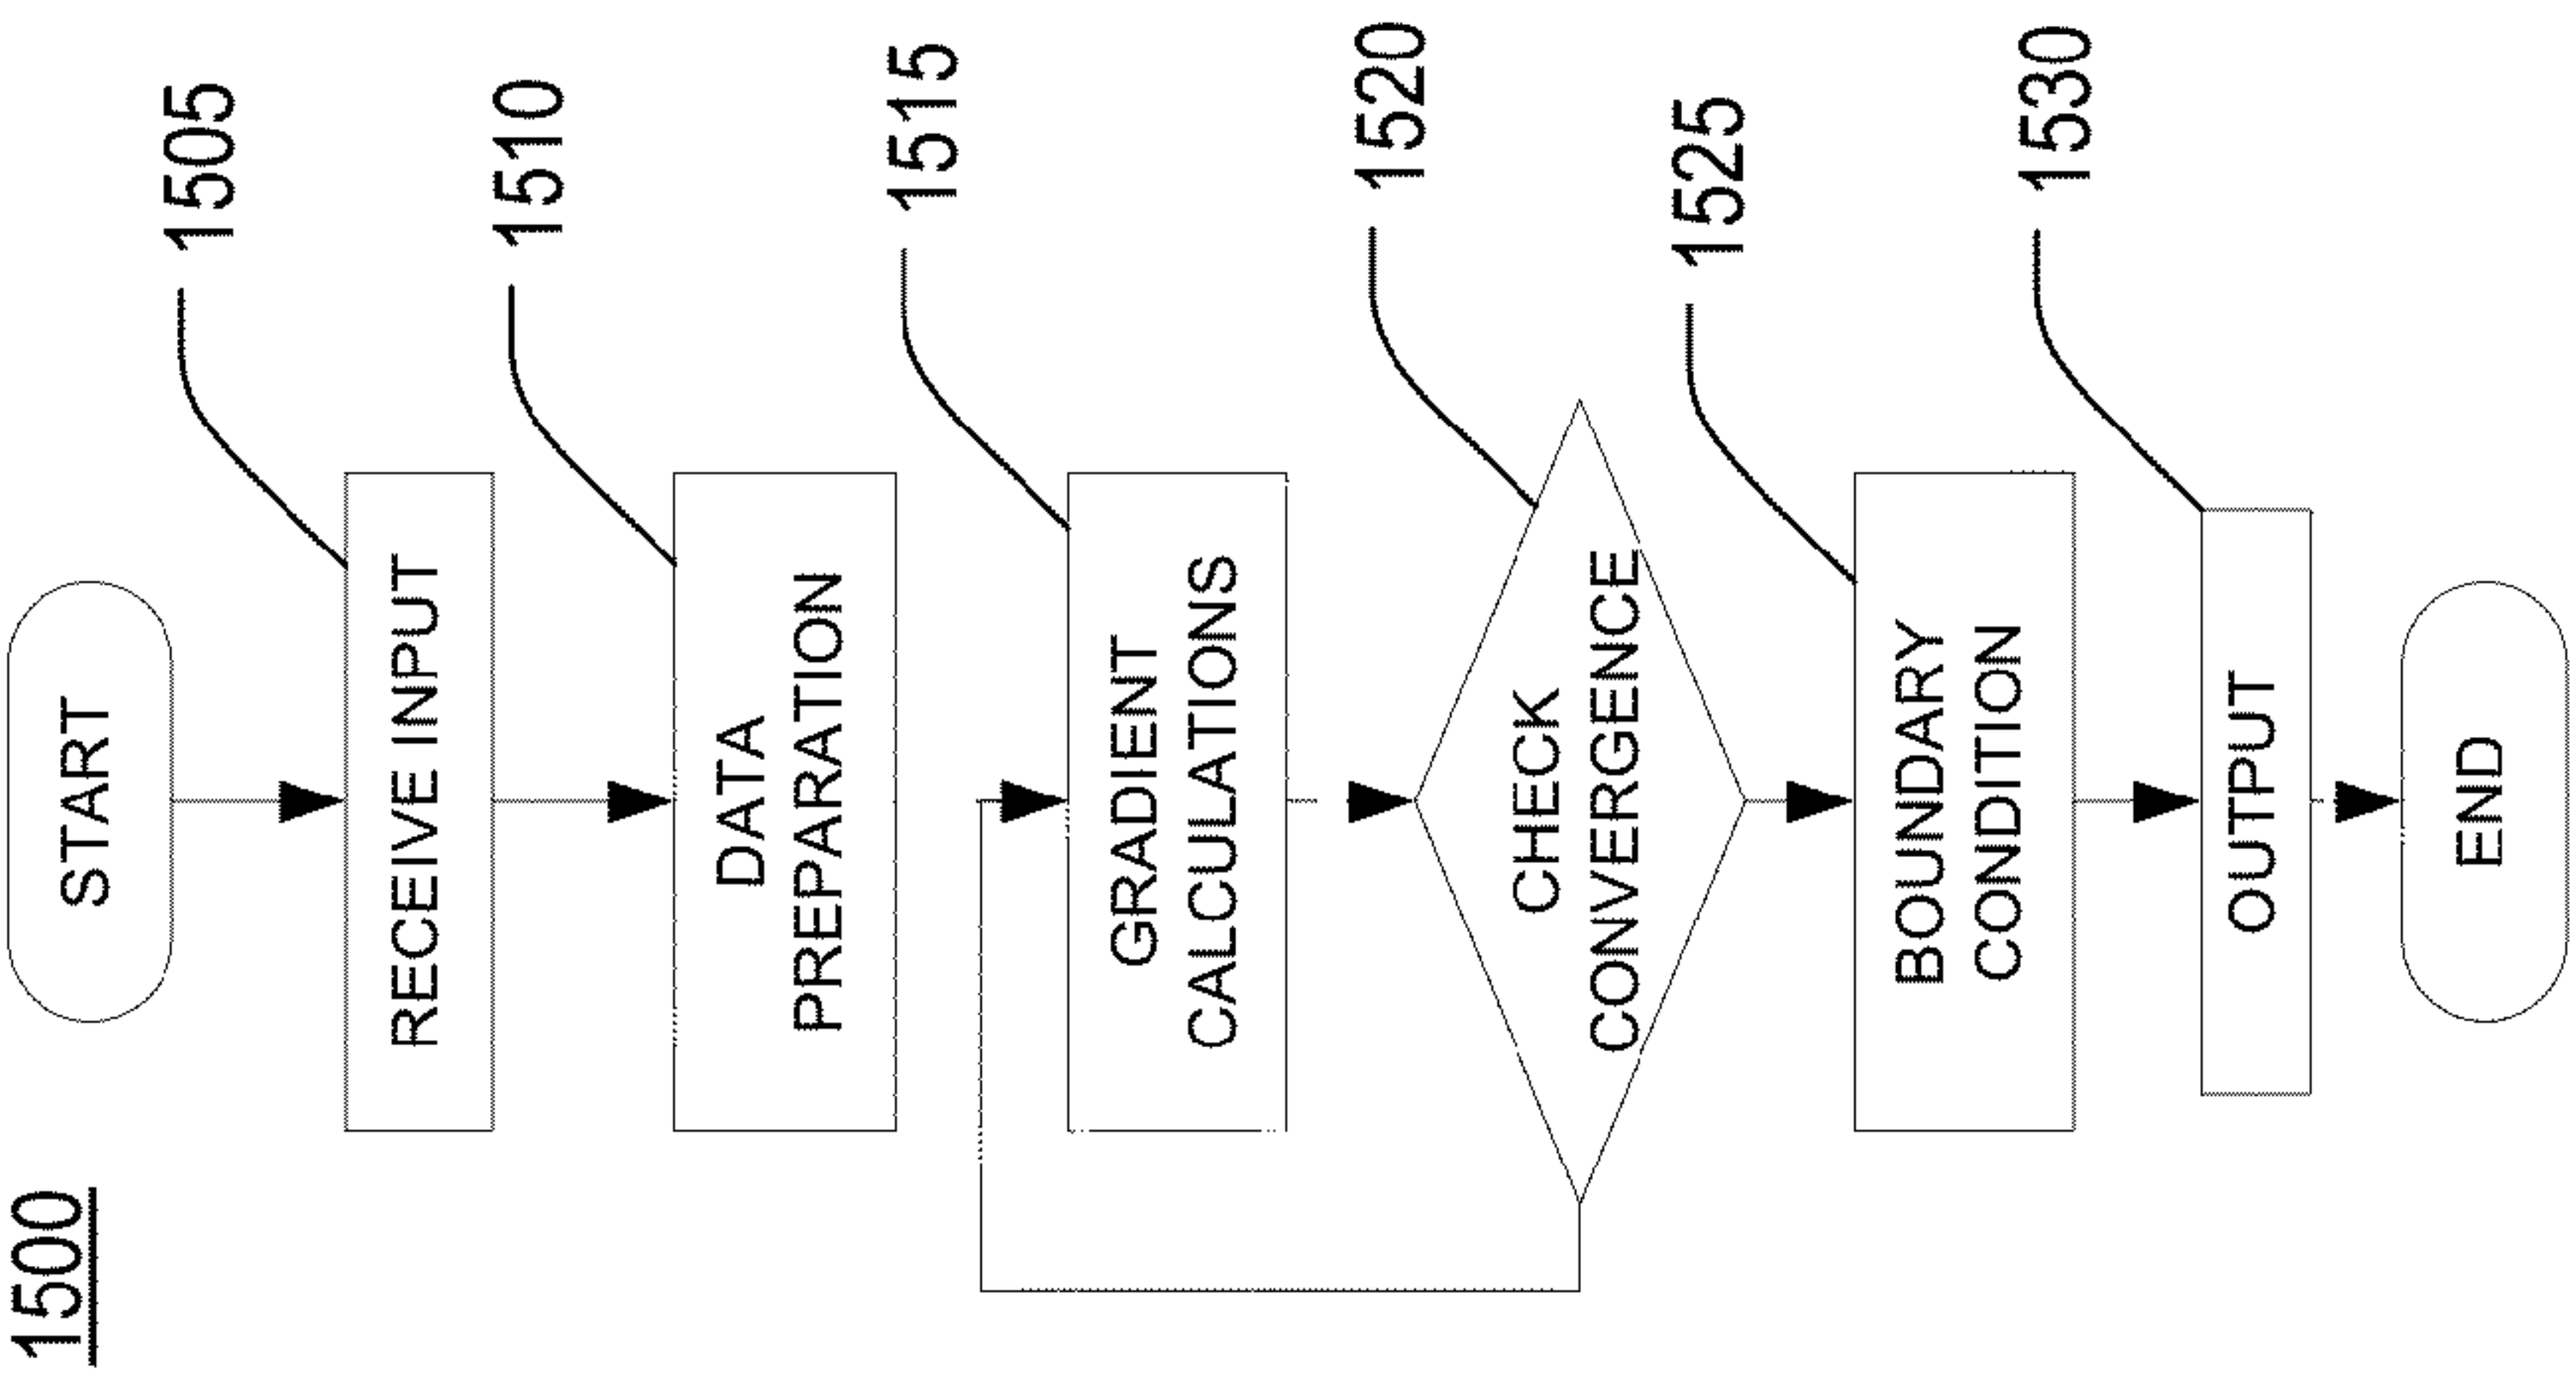 1500
START
RECEIVE INPUT
1505
DATA
PREPARATION
1510
GRADIENT
CALCULATIONS
1515
CHECK
CONVERGENCE
1520
BOUNDARY
CONDITION
1525
OUTPUT
1530
END